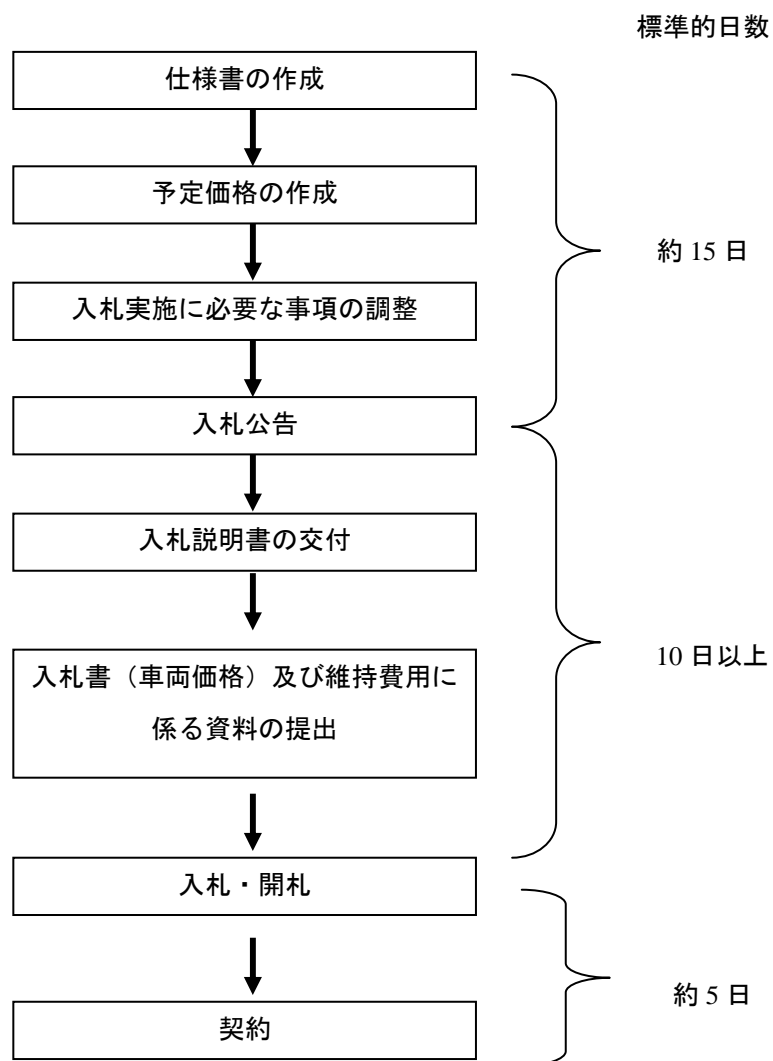 標準的日数
仕様書の作成
予定価格の作成
約 15 日
入札実施に必要な事項の調整
入札公告
入札説明書の交付
入札書（車両価格）及び維持費用に
係る資料の提出
10 日以上
入札・開札
約 5 日
契約